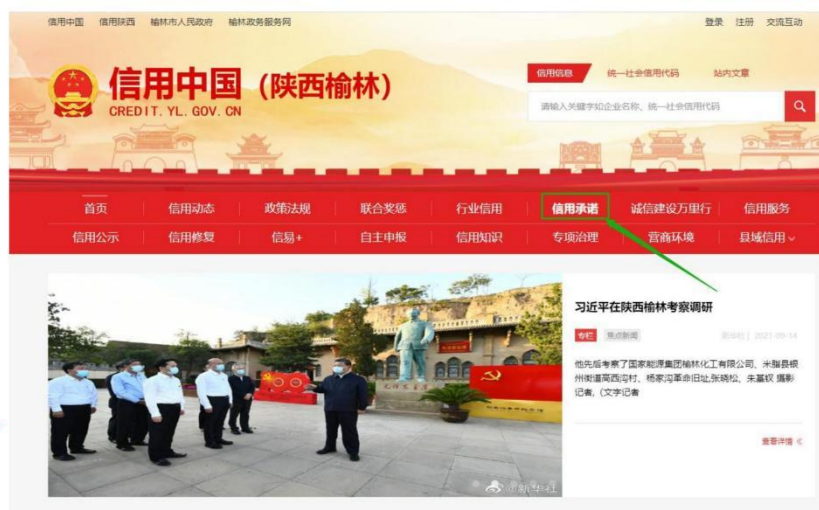 信用中国 信用陕西 榆林市人民政府 榆林政务服务网 登录 注册 交流互动
信用中国（陕西榆林）
CREDIT.YL.GOV.CN
信用信息 统一社会信用代码 站内文章
请输入关键字如企业名称、统一社会信用代码
首页 信用动态 政策法规 联合奖惩 行业信用 信用承诺 诚信建设万里行 信用服务
信用公示 信用修复 信易+ 自主申报 信用知识 专项治理 营商环境 县域信用
习近平在陕西榆林考察调研
专栏 焦点新闻 新华社 | 2021-09-14
他先后考察了国家能源集团榆林化工有限公司、米脂县银
州街道高西沟村、杨家沟革命旧址,张晓松、朱基钗 摄影
记者, (文字记者
查看详情
@新华社